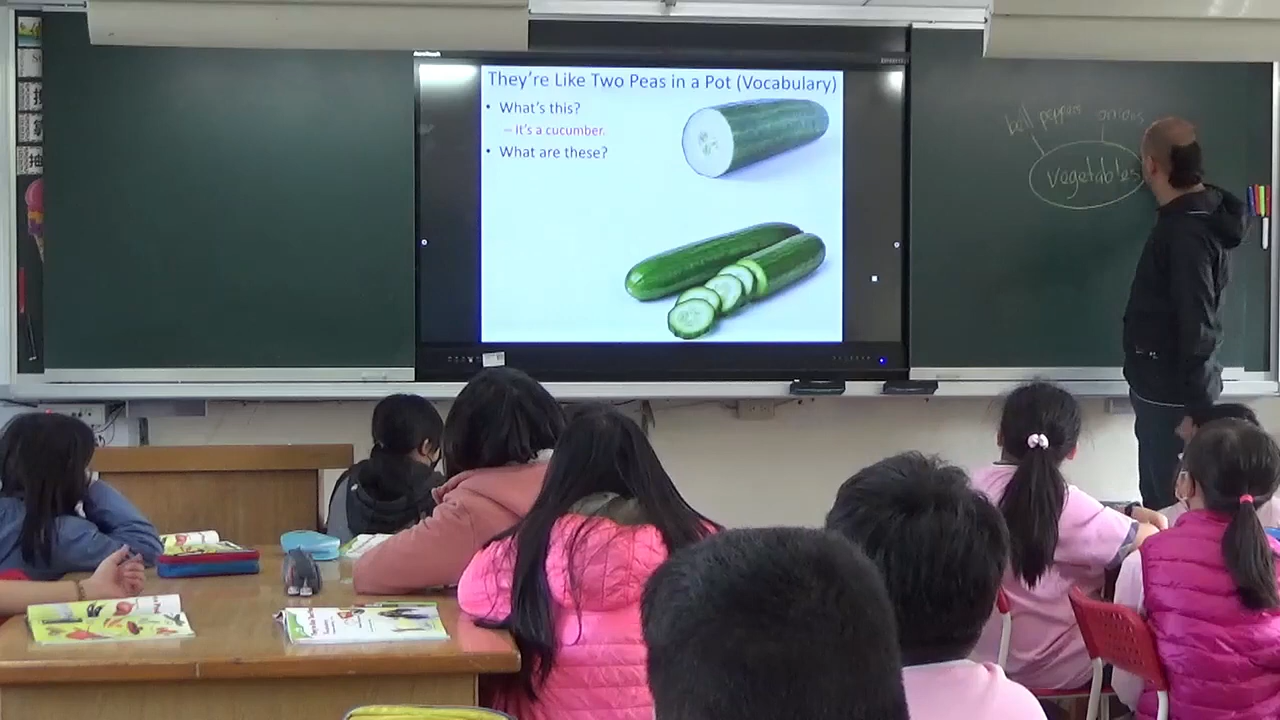 They're Like Two Peas in a Pot (Vocabulary)
• What's this?
– It's a cucumber.
• What are these?
bell peppers onions
vegetables